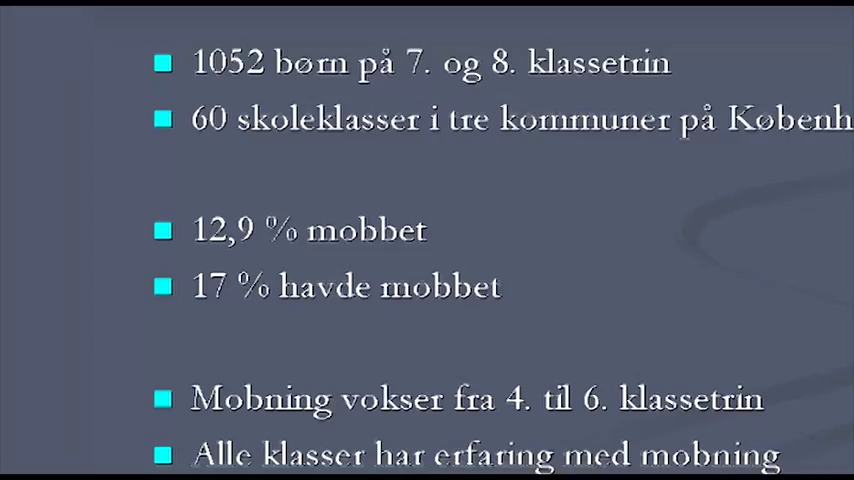 1052 børn på 7. og 8. klassetrin
60 skoleklasser i tre kommuner på Københ
12,9 % mobbet
17 % havde mobbet
Mobning vokser fra 4. til 6. klassetrin
Alle klasser har erfaring med mobning